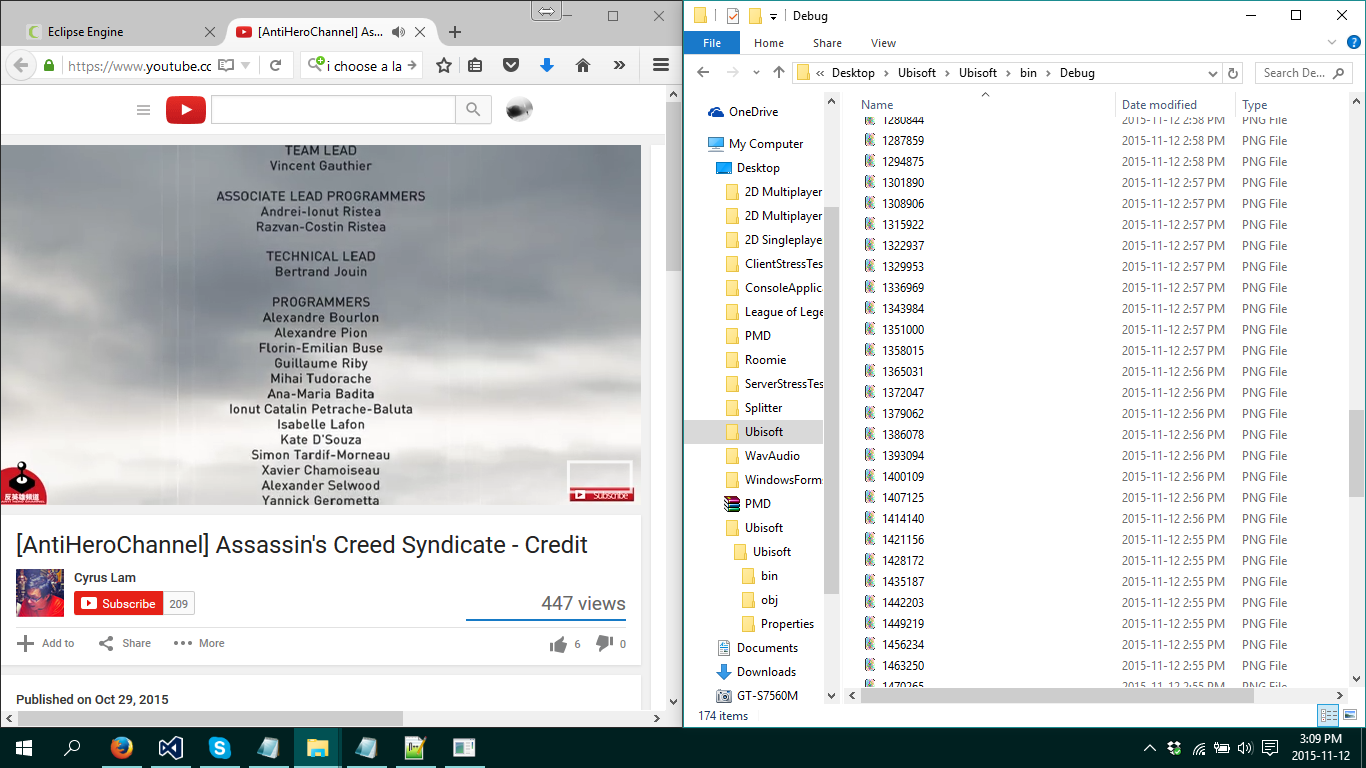 Eclipse Engine
[AntiHeroChannel] As...
https://www.youtube.co
i choose a la
TEAM LEAD
Vincent Gauthier
ASSOCIATE LEAD PROGRAMMERS
Andrei-Ionut Ristea
Razvan-Costin Ristea
TECHNICAL LEAD
Bertrand Jouin
PROGRAMMERS
Alexandre Bourlon
Alexandre Pion
Florin-Emilian Buse
Guillaume Riby
Mihai Tudorache
Ana-Maria Badita
Ionut Catalin Petrache-Baluta
Isabelle Lafon
Kate D'Souza
Simon Tardif-Morneau
Xavier Chamoiseau
Alexander Selwood
Yannick Gerometta
反英雄頻道
Subscribe
[AntiHeroChannel] Assassin's Creed Syndicate - Credit
Cyrus Lam
Subscribe 209
447 views
Add to Share More 6 0
Published on Oct 29, 2015
Debug
File Home Share View
« Desktop Ubisoft Ubisoft bin Debug
Search De...
OneDrive
My Computer
Desktop
2D Multiplayer
2D Multiplayer
2D Singleplaye
ClientStressTes
ConsoleApplic
League of Lege
PMD
Roomie
ServerStressTes
Splitter
Ubisoft
WavAudio
WindowsForm
PMD
Ubisoft
Ubisoft
bin
obj
Properties
Documents
Downloads
GT-S7560M
Name Date modified Type
1280844 2015-11-12 2:58 PM PNG File
1287859 2015-11-12 2:58 PM PNG File
1294875 2015-11-12 2:58 PM PNG File
1301890 2015-11-12 2:57 PM PNG File
1308906 2015-11-12 2:57 PM PNG File
1315922 2015-11-12 2:57 PM PNG File
1322937 2015-11-12 2:57 PM PNG File
1329953 2015-11-12 2:57 PM PNG File
1336969 2015-11-12 2:57 PM PNG File
1343984 2015-11-12 2:57 PM PNG File
1351000 2015-11-12 2:57 PM PNG File
1358015 2015-11-12 2:57 PM PNG File
1365031 2015-11-12 2:56 PM PNG File
1372047 2015-11-12 2:56 PM PNG File
1379062 2015-11-12 2:56 PM PNG File
1386078 2015-11-12 2:56 PM PNG File
1393094 2015-11-12 2:56 PM PNG File
1400109 2015-11-12 2:56 PM PNG File
1407125 2015-11-12 2:56 PM PNG File
1414140 2015-11-12 2:56 PM PNG File
1421156 2015-11-12 2:55 PM PNG File
1428172 2015-11-12 2:55 PM PNG File
1435187 2015-11-12 2:55 PM PNG File
1442203 2015-11-12 2:55 PM PNG File
1449219 2015-11-12 2:55 PM PNG File
1456234 2015-11-12 2:55 PM PNG File
1463250 2015-11-12 2:55 PM PNG File
1470265 2015-11-12 2:55 PM PNG File
174 items
3:09 PM
2015-11-12